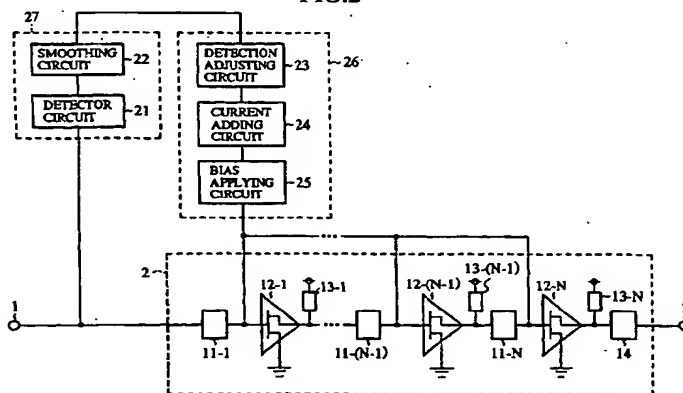 27
SMOOTHING
CIRCUIT
22
DETECTOR
CIRCUIT
21
DETECTION
ADJUSTING
CIRCUIT
23
26
CURRENT
ADDING
CIRCUIT
24
BIAS
APPLYING
CIRCUIT
25
2
1
12-1
13-1
12-(N-1)
13-(N-1)
12-N
13-N
11-1
11-(N-1)
11-N
14